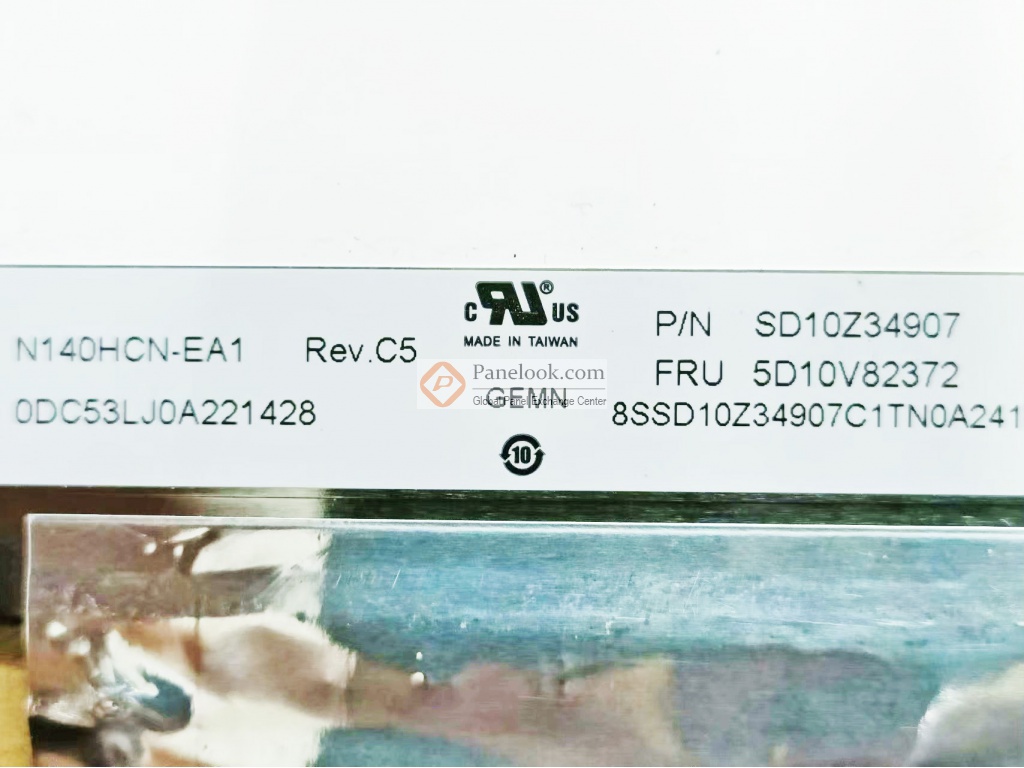 c RU ® US
MADE IN TAIWAN
N140HCN-EA1 Rev.C5
0DC53LJ0A221428
P/N SD10Z34907
FRU 5D10V82372
8SSD10Z34907C1TN0A241
Panelook.com
Global Panel Exchange Center
GEMN
10